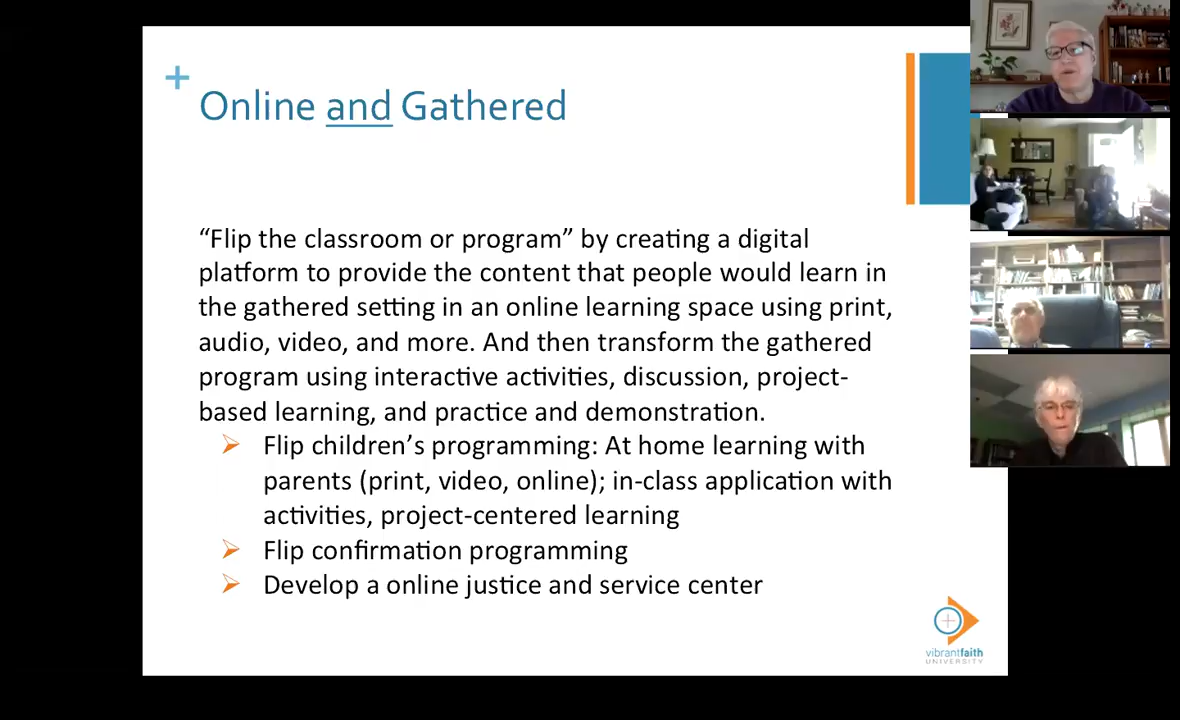 +
Online and Gathered
“Flip the classroom or program” by creating a digital
platform to provide the content that people would learn in
the gathered setting in an online learning space using print,
audio, video, and more. And then transform the gathered
program using interactive activities, discussion, project-
based learning, and practice and demonstration.
Flip children’s programming: At home learning with
parents (print, video, online); in-class application with
activities, project-centered learning
Flip confirmation programming
Develop a online justice and service center
vibrantfaith
UNIVERSITY